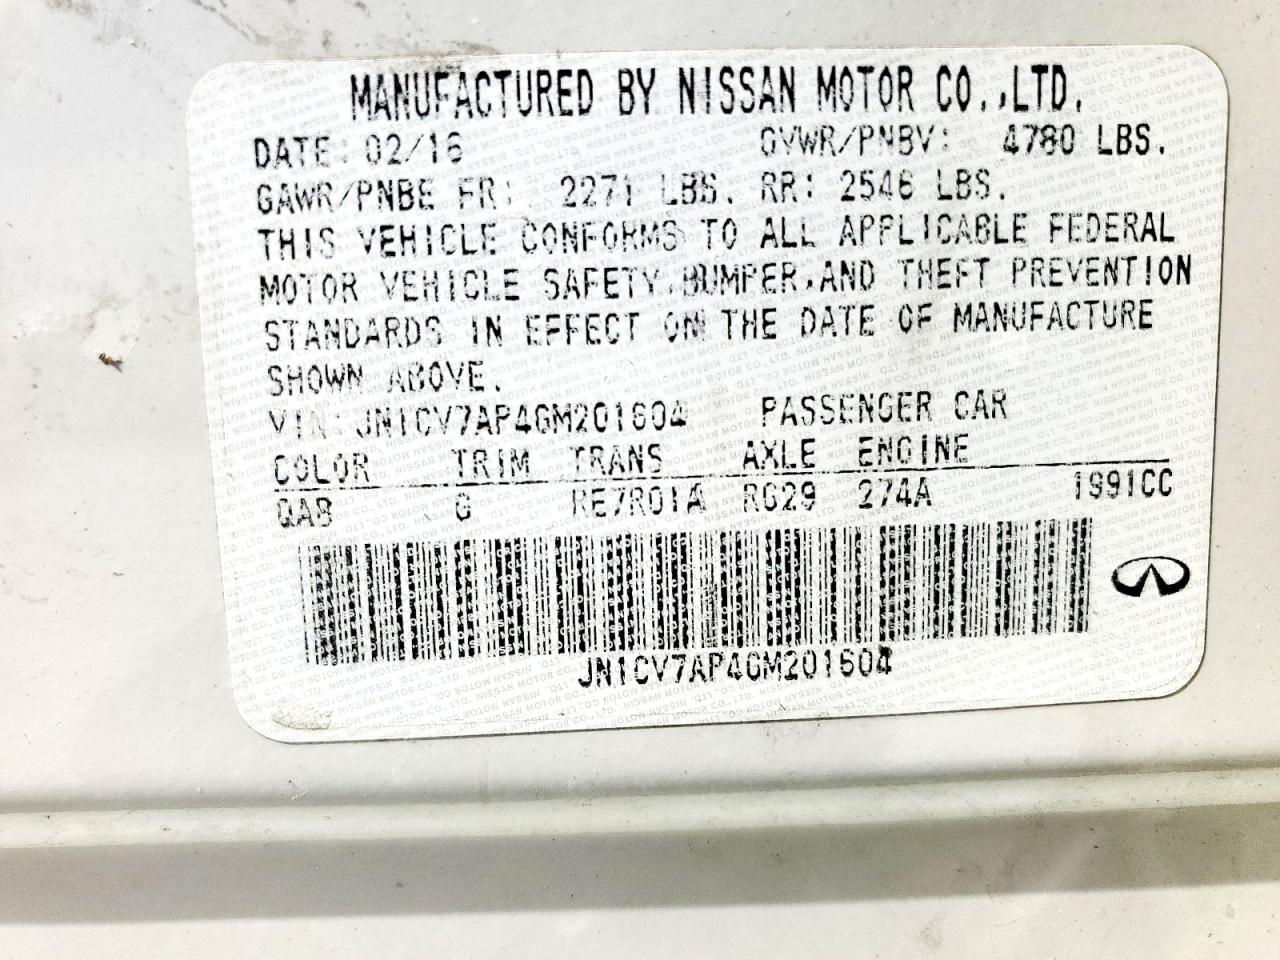 MANUFACTURED BY NISSAN MOTOR CO.,LTD.
DATE: 02/16 GVWR/PNBV: 4780 LBS.
GAWR/PNBE FR: 2271 LBS. RR: 2546 LBS.
THIS VEHICLE CONFORMS TO ALL APPLICABLE FEDERAL
MOTOR VEHICLE SAFETY,BUMPER,AND THEFT PREVENTION
STANDARDS IN EFFECT ON THE DATE OF MANUFACTURE
SHOWN ABOVE.
VIN:JN1CV7AP4GM201604 PASSENGER CAR
COLOR TRIM TRANS AXLE ENGINE
QAB G RE7R01A RG29 274A 1991CC
JN1CV7AP4GM201604